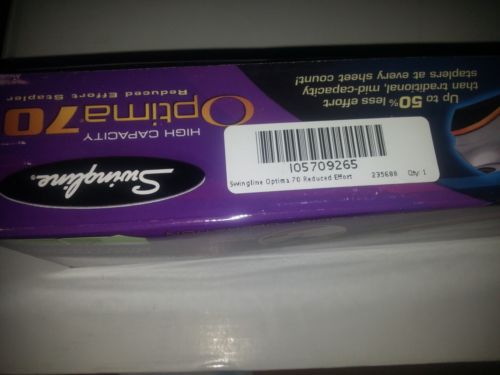 Swingline.
HIGH CAPACITY
Optima 70
Reduced Effort Stapler
Up to 50% less effort
than traditional, mid-capacity
staplers at every sheet count!
105709265
Swingline Optima 70 Reduced Effort 235688 Qty: 1